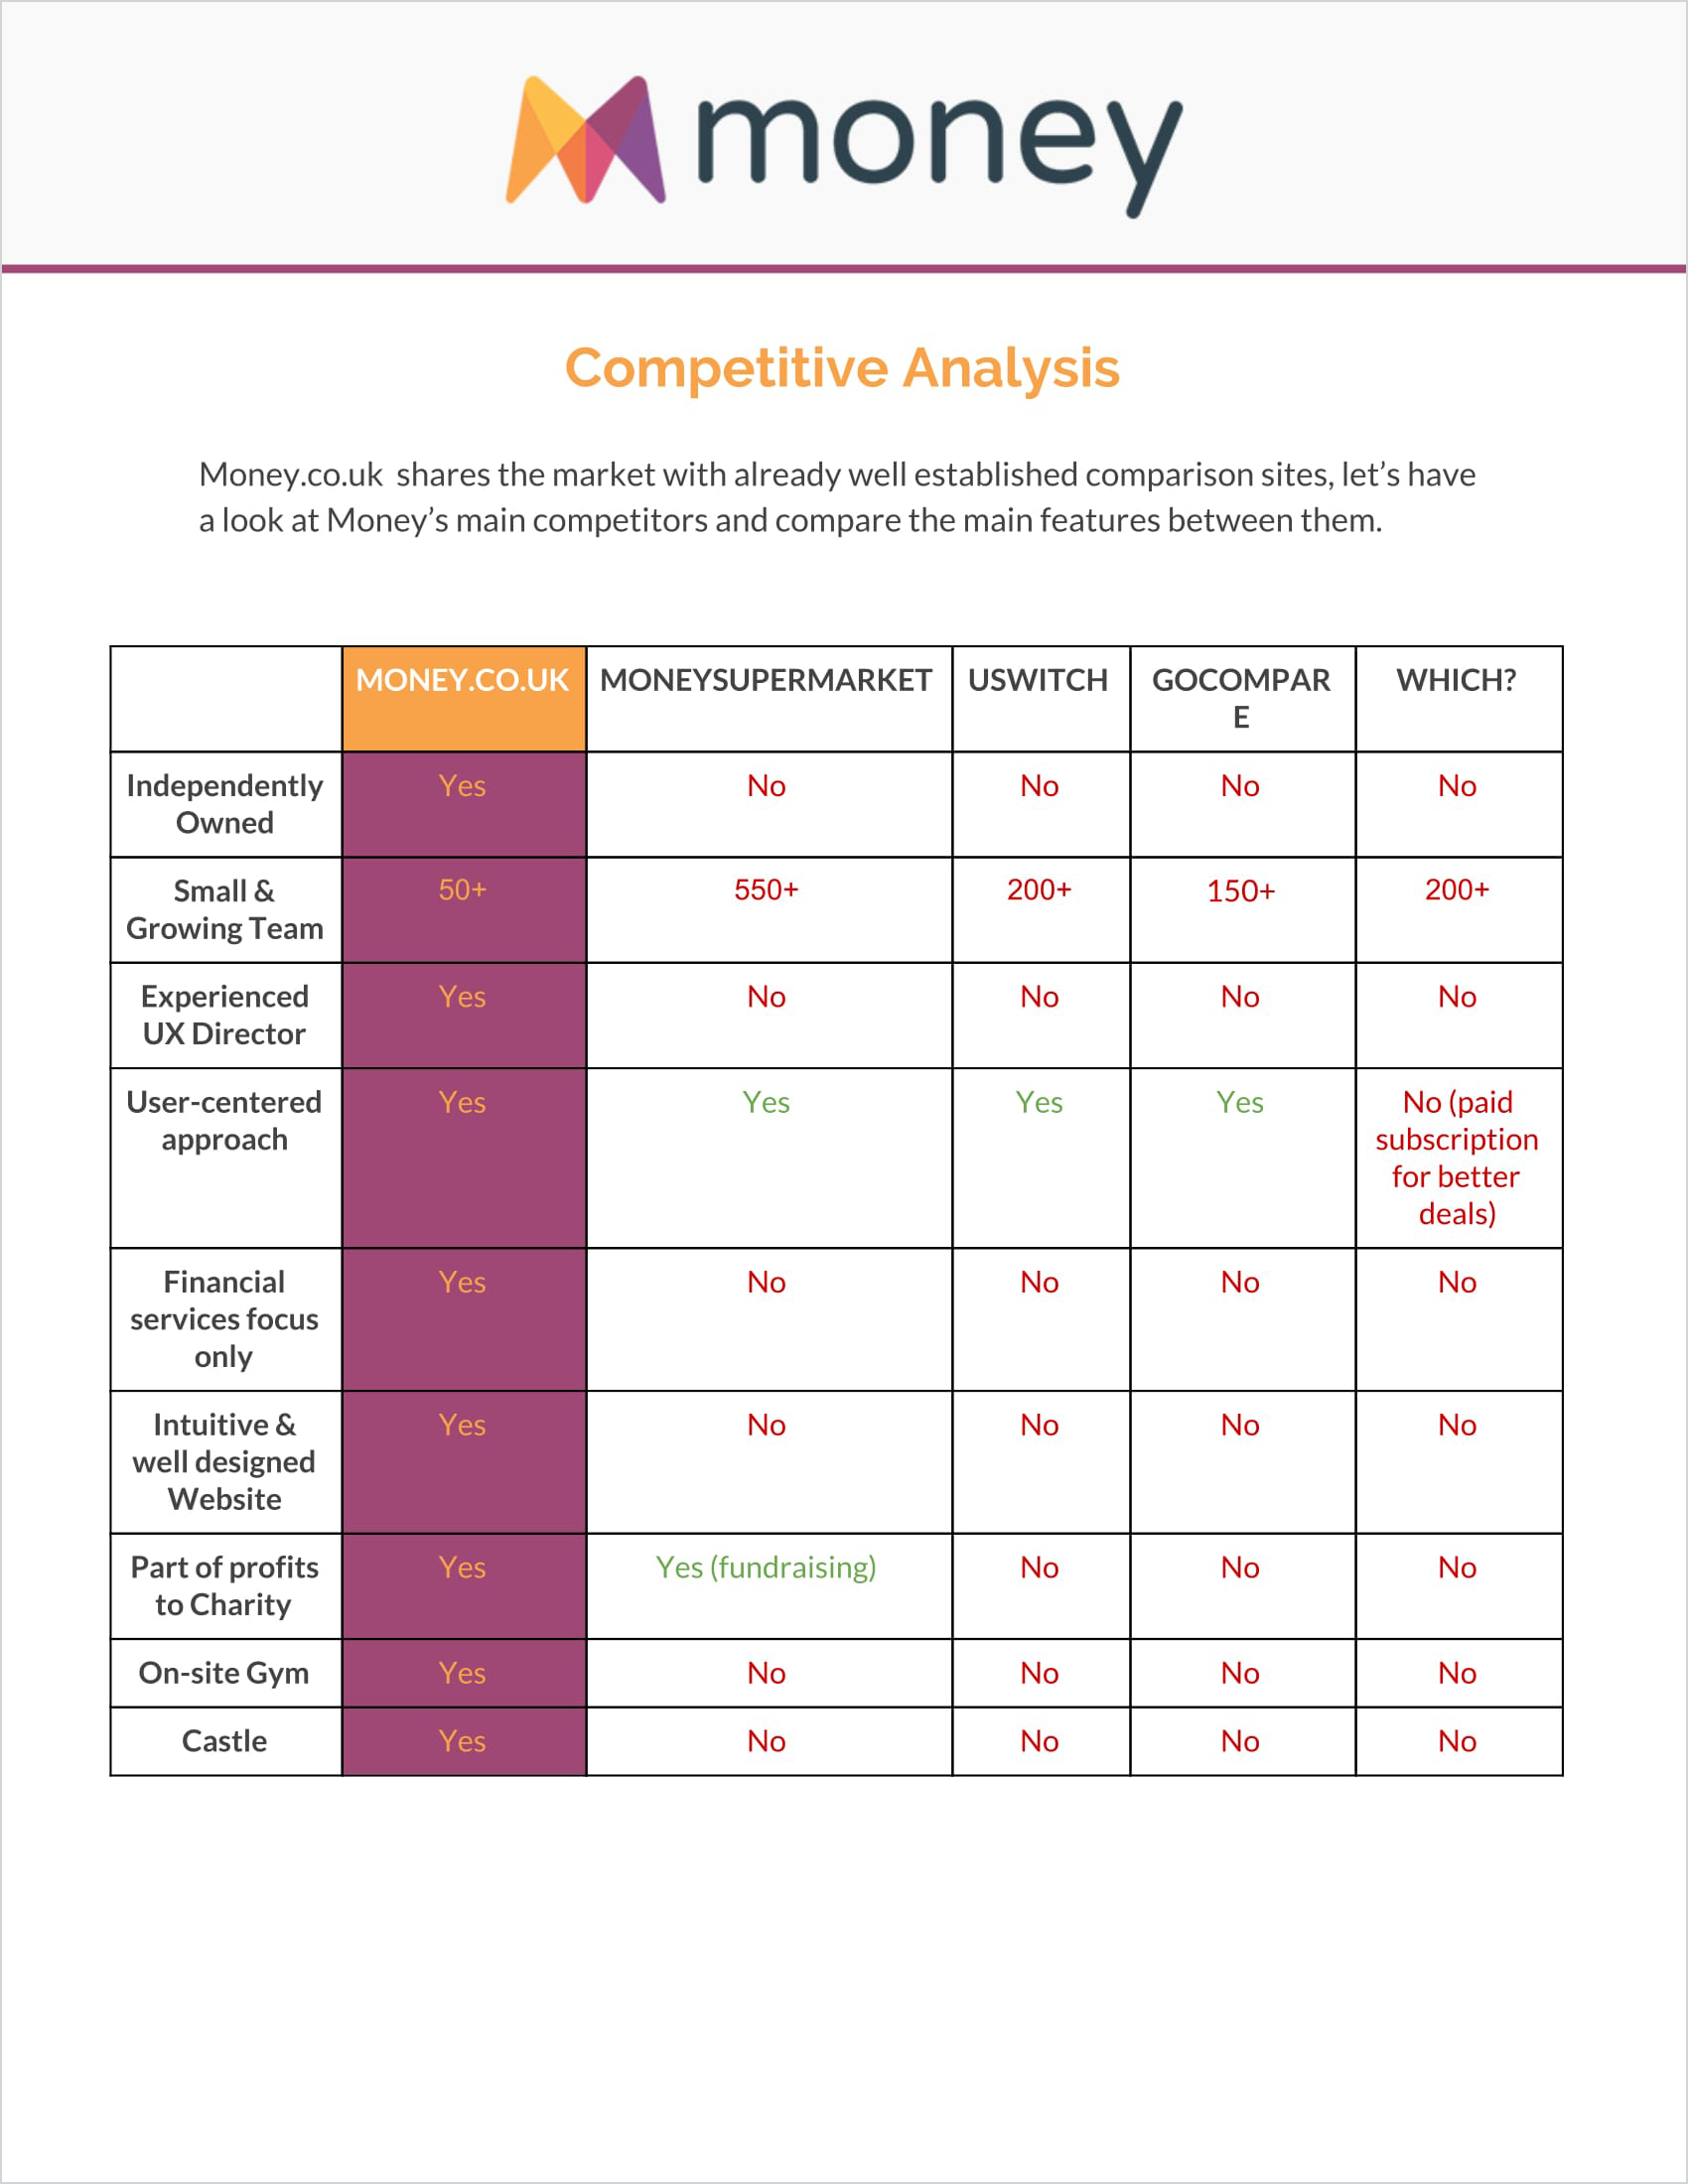 money
Competitive Analysis
Money.co.uk  shares the market with already well established comparison sites, let’s have
a look at Money’s main competitors and compare the main features between them.
MONEY.CO.UK MONEYSUPERMARKET USWITCH GOCOMPAR WHICH?
E
Independently Yes No No No No
Owned
Small & 50+ 550+ 200+ 150+ 200+
Growing Team
Experienced Yes No No No No
UX Director
User-centered Yes Yes Yes Yes No (paid
approach subscription
for better
deals)
Financial Yes No No No No
services focus
only
Intuitive & Yes No No No No
well designed
Website
Part of profits Yes Yes (fundraising) No No No
to Charity
On-site Gym Yes No No No No
Castle Yes No No No No